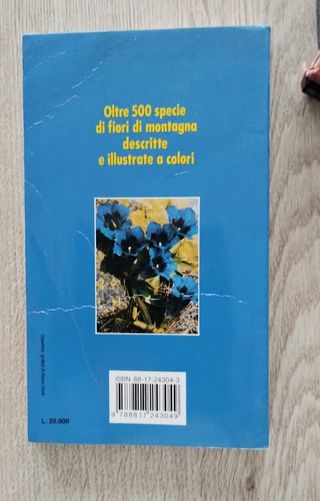 Oltre 500 specie
di fiori di montagna
descritte
e illustrate a colori
ISBN 88-17-24304-3
9 788817 243049
L. 20.000